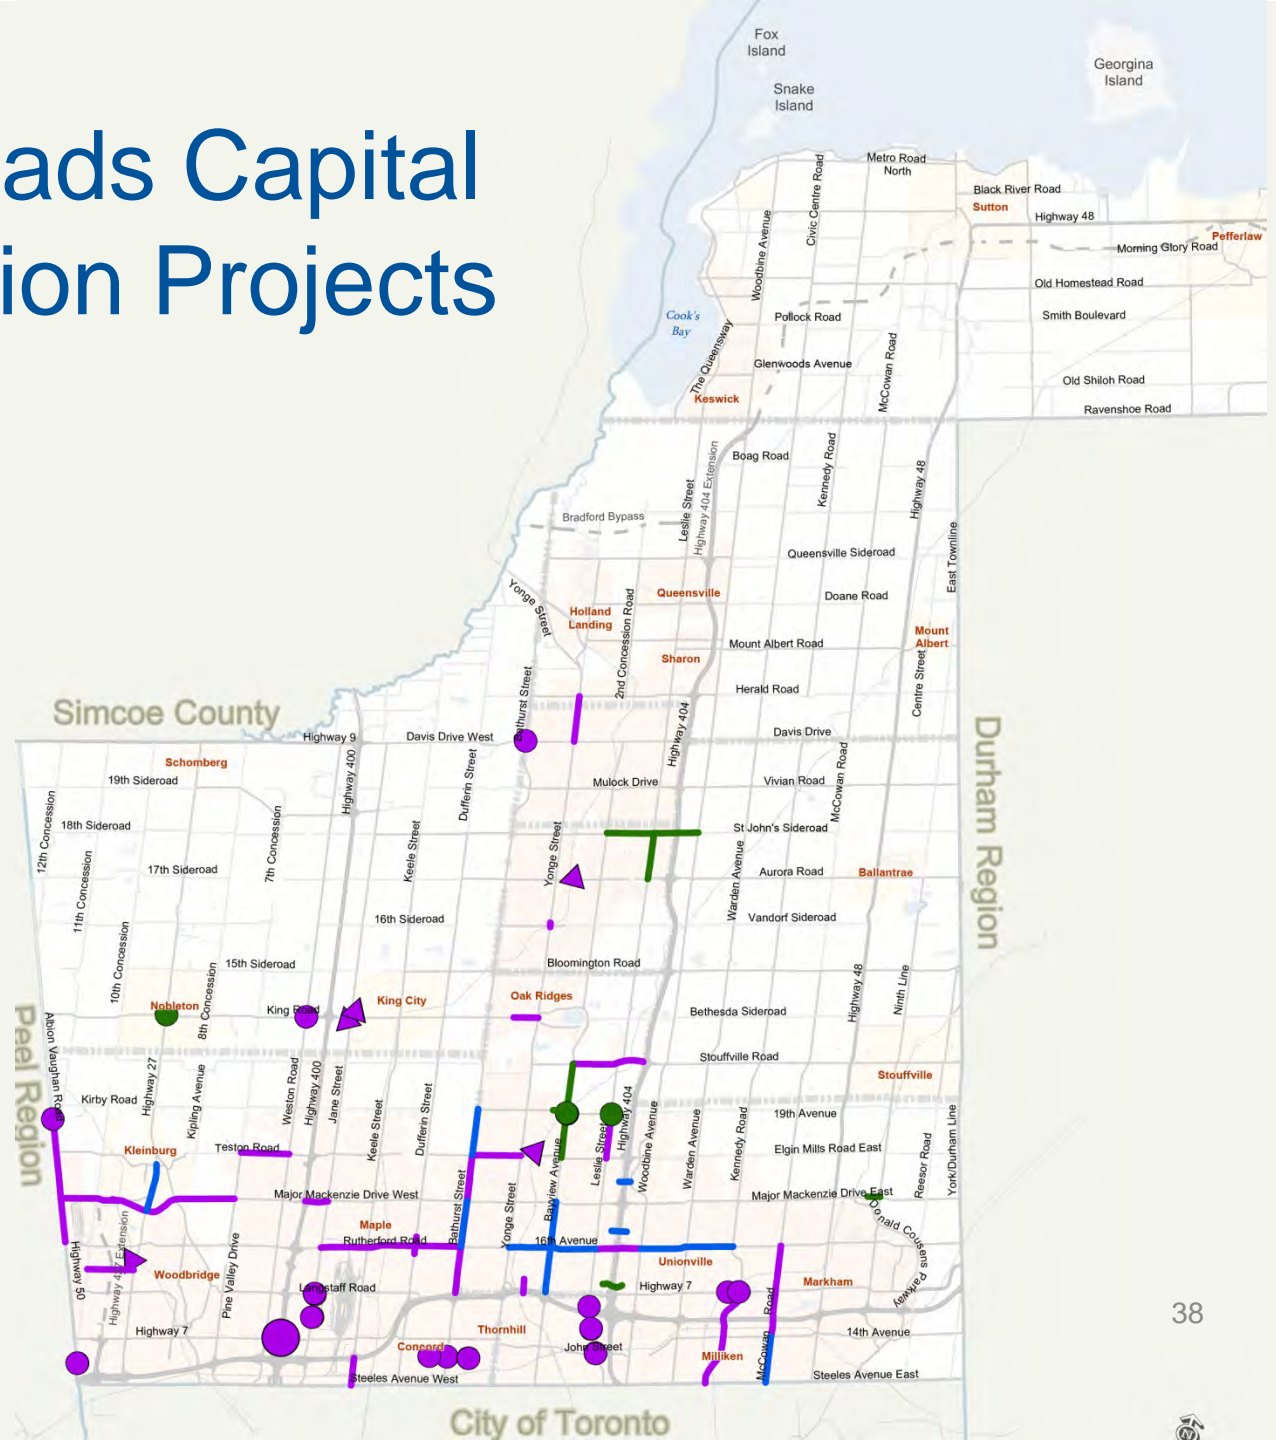 Fox
Island
Georgina
Island
Snake
Island
ads Capital
ion Projects
Metro Road
North
Civic Centre Road
Black River Road
Sutton
Highway 48
Pefferlaw
Morning Glory Road
Woodbine Avenue
Old Homestead Road
Cook's
Bay
Pollock Road
Smith Boulevard
The Queensway
Glenwoods Avenue
McCowan Road
Old Shiloh Road
Keswick
Ravenshoe Road
Boag Road
Kennedy Road
Highway 48
Leslie Street
Highway 404 Extension
Bradford Bypass
Queensville Sideroad
East Townline
Yonge Street
Queensville
Doane Road
Holland
Landing
2nd Concession Road
Mount
Albert
Mount Albert Road
Sharon
Centre Street
Herald Road
Bathurst Street
Simcoe County
Highway 404
Highway 9
Davis Drive West
Davis Drive
Durham Region
Schomberg
19th Sideroad
Highway 400
Dufferin Street
Mulock Drive
Vivian Road
McCowan Road
12th Concession
18th Sideroad
7th Concession
Keele Street
St John's Sideroad
11th Concession
17th Sideroad
Yonge Street
Warden Avenue
Aurora Road
Ballantrae
16th Sideroad
Vandorf Sideroad
10th Concession
15th Sideroad
Bloomington Road
8th Concession
Nobleton
King Road
King City
Oak Ridges
Bethesda Sideroad
Highway 48
Ninth Line
Peel Region
Albion Vaughan Road
Stouffville Road
Stouffville
Highway 27
Kirby Road
Kipling Avenue
Weston Road
Highway 400
Jane Street
Keele Street
Dufferin Street
Highway 404
19th Avenue
Woodbine Avenue
Warden Avenue
Kennedy Road
Kleinburg
Teston Road
Leslie Street
Elgin Mills Road East
Reesor Road
York/Durham Line
Bathurst Street
Yonge Street
Bayview Avenue
Major Mackenzie Drive West
Major Mackenzie Drive East
Donald Cousens Parkway
Maple
Rutherford Road
16th Avenue
Highway 50
Highway 427 Extension
Woodbridge
Pine Valley Drive
Unionville
Langstaff Road
Highway 7
Markham
McCowan Road
Highway 7
Thornhill
14th Avenue
38
Concord
John Street
Milliken
Steeles Avenue West
Steeles Avenue East
City of Toronto
N